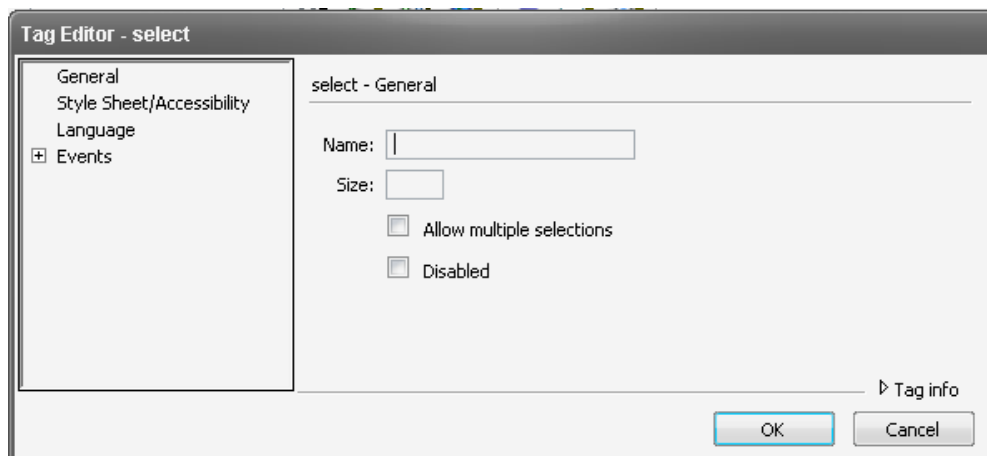 Tag Editor - select
General
Style Sheet/Accessibility
Language
Events
select - General
Name:
Size:
Allow multiple selections
Disabled
Tag info
OK
Cancel